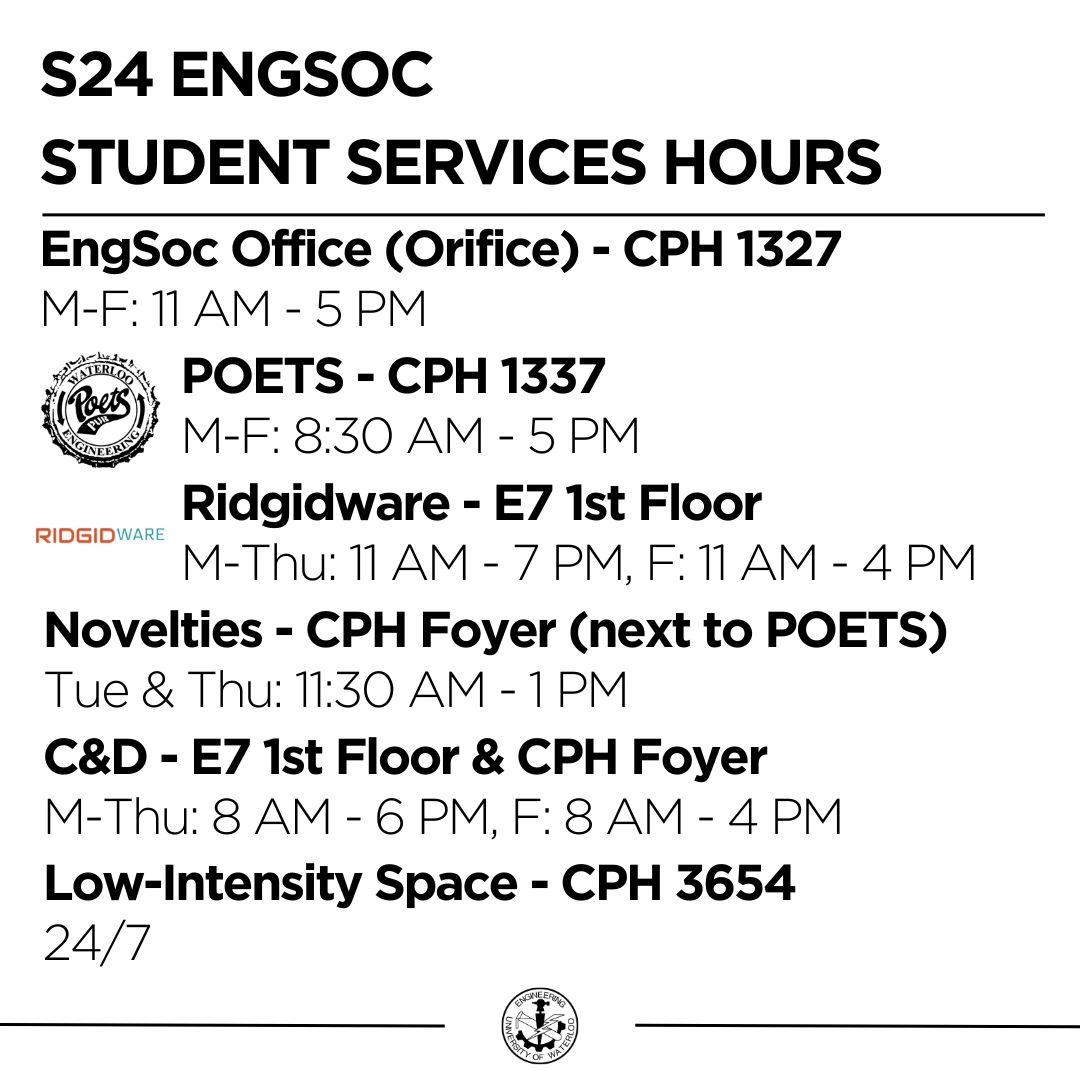 S24 ENGSOC
STUDENT SERVICES HOURS
EngSoc Office (Orifice) - CPH 1327
M-F: 11 AM - 5 PM
WATERLOO
Poets
PUB
ENGINEERING
POETS - CPH 1337
M-F: 8:30 AM - 5 PM
RIDGIDWARE
Ridgidware - E7 1st Floor
M-Thu: 11 AM - 7 PM, F: 11 AM - 4 PM
Novelties - CPH Foyer (next to POETS)
Tue & Thu: 11:30 AM - 1 PM
C&D - E7 1st Floor & CPH Foyer
M-Thu: 8 AM - 6 PM, F: 8 AM - 4 PM
Low-Intensity Space - CPH 3654
24/7
ENGINEERING
UNIVERSITY OF WATERLOO